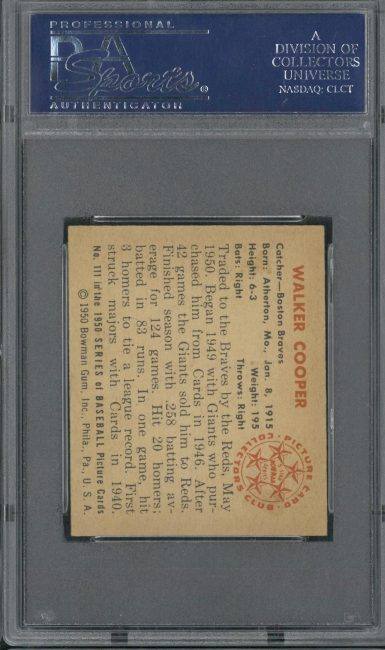 PROFESSIONAL
PSA
Sports®
AUTHENTICATOR
A
DIVISION OF
COLLECTORS
UNIVERSE
NASDAQ: CLCT
WALKER COOPER
Catcher—Boston Braves
Born: Atherton, Mo., Jan. 8, 1915
Height: 6-3 Weight: 195
Bats: Right Throws: Right
Traded to the Braves by the Reds, May
1950. Began 1949 with Giants who pur-
chased him from Cards in 1946. After
42 games the Giants sold him to Reds.
Finished season with .258 batting av-
erage for 124 games. Hit 20 homers;
batted in 83 runs. In one game, hit
3 homers to tie a league record. First
struck majors with Cards in 1940.
No. 111 in the 1950 SERIES of BASEBALL Picture Cards
© 1950 Bowman Gum, Inc., Phila., Pa., U. S. A.
PICTURE CARD
COLLECTORS CLUB